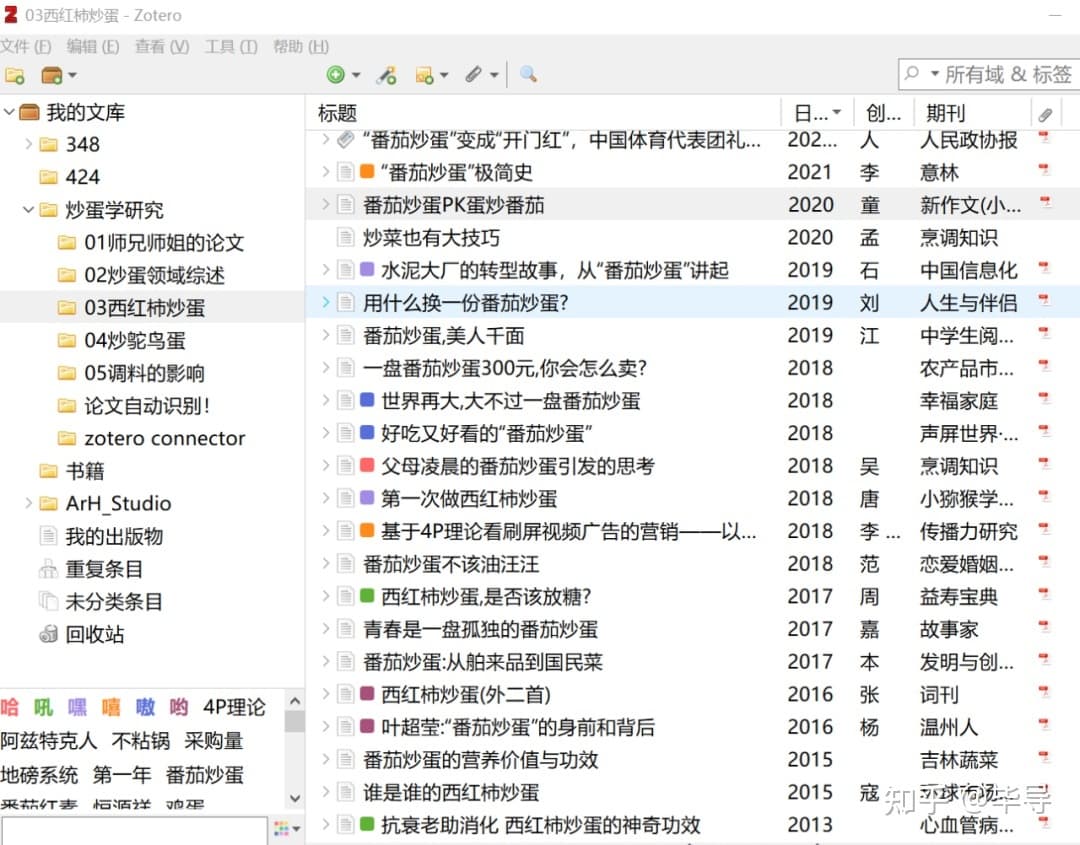 03西红柿炒蛋 - Zotero
文件 (F) 编辑 (E) 查看 (V) 工具 (T) 帮助 (H)
所有域 & 标签
我的文库
348
424
炒蛋学研究
01师兄师姐的论文
02炒蛋领域综述
03西红柿炒蛋
04炒鸵鸟蛋
05调料的影响
论文自动识别！
zotero connector
书籍
ArH_Studio
我的出版物
重复条目
未分类条目
回收站
哈 吼 嘿 嘻 嗷 哟 4P理论
阿兹特克人 不粘锅 采购量
地磅系统 第一年 番茄炒蛋
番茄红素 恒源祥 鸡蛋
标题 日... 创... 期刊
“番茄炒蛋”变成“开门红”，中国体育代表团礼... 202... 人 人民政协报
“番茄炒蛋”极简史 2021 李 意林
番茄炒蛋PK蛋炒番茄 2020 童 新作文(小...
炒菜也有大技巧 2020 孟 烹调知识
水泥大厂的转型故事，从“番茄炒蛋”讲起 2019 石 中国信息化
用什么换一份番茄炒蛋? 2019 刘 人生与伴侣
番茄炒蛋,美人千面 2019 江 中学生阅...
一盘番茄炒蛋300元,你会怎么卖? 2018 农产品市...
世界再大,大不过一盘番茄炒蛋 2018 幸福家庭
好吃又好看的“番茄炒蛋” 2018 声屏世界·...
父母凌晨的番茄炒蛋引发的思考 2018 吴 烹调知识
第一次做西红柿炒蛋 2018 唐 小猕猴学...
基于4P理论看刷屏视频广告的营销——以... 2018 李 ... 传播力研究
番茄炒蛋不该油汪汪 2018 范 恋爱婚姻...
西红柿炒蛋,是否该放糖? 2017 周 益寿宝典
青春是一盘孤独的番茄炒蛋 2017 嘉 故事家
番茄炒蛋:从舶来品到国民菜 2017 本 发明与创...
西红柿炒蛋(外二首) 2016 张 词刊
叶超莹:“番茄炒蛋”的身前和背后 2016 杨 温州人
番茄炒蛋的营养价值与功效 2015 吉林蔬菜
谁是谁的西红柿炒蛋 2015 寇 环球市场...
抗衰老助消化 西红柿炒蛋的神奇功效 2013 心血管病...
知乎 @毕导